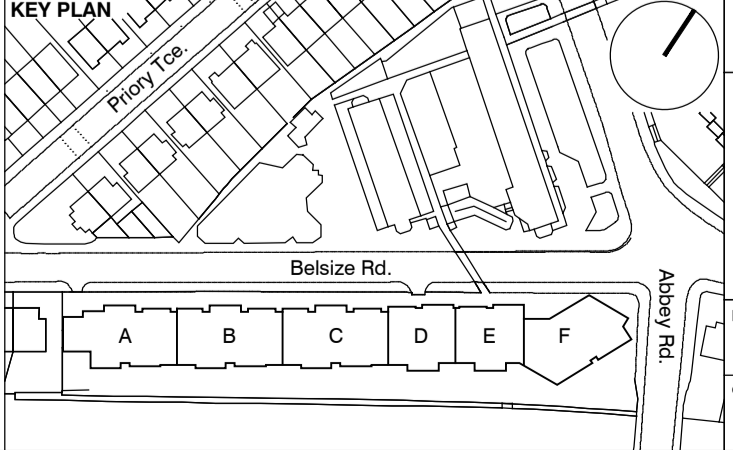 KEY PLAN
Priory Tce.
Belsize Rd.
Abbey Rd.
A B C D E F